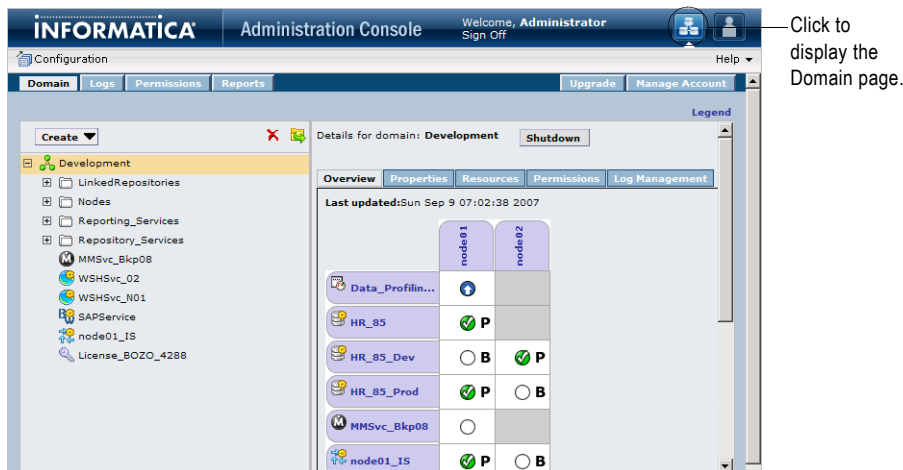 INFORMATICA
Administration Console
Welcome, Administrator
Sign Off
Click to
display the
Domain page.
Configuration
Help
Domain Logs Permissions Reports Upgrade Manage Account
Legend
Create
Details for domain: Development Shutdown
Development
LinkedRepositories
Nodes
Reporting_Services
Repository_Services
MMSvc_Bkp08
WSHSvc_02
WSHSvc_N01
SAPService
node01_IS
License_BOZO_4288
Overview Properties Resources Permissions Log Management
Last updated:Sun Sep 9 07:02:38 2007
node01 node02
Data_Profilin...
HR_85 P
HR_85_Dev B P
HR_85_Prod P B
MMSvc_Bkp08
node01_IS P B